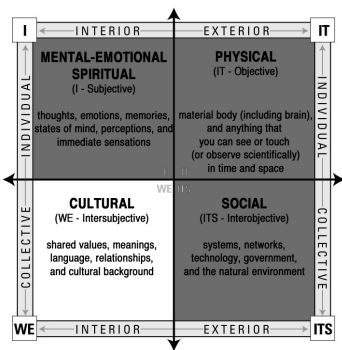 I
INTERIOR
EXTERIOR
IT
INDIVIDUAL
MENTAL-EMOTIONAL
SPIRITUAL
(I - Subjective)
thoughts, emotions, memories,
states of mind, perceptions, and
immediate sensations
PHYSICAL
(IT - Objective)
material body (including brain),
and anything that
you can see or touch
(or observe scientifically)
in time and space
INDIVIDUAL
I IT
WE ITS
COLLECTIVE
CULTURAL
(WE - Intersubjective)
shared values, meanings,
language, relationships,
and cultural background
SOCIAL
(ITS - Interobjective)
systems, networks,
technology, government,
and the natural environment
COLLECTIVE
WE
INTERIOR
EXTERIOR
ITS